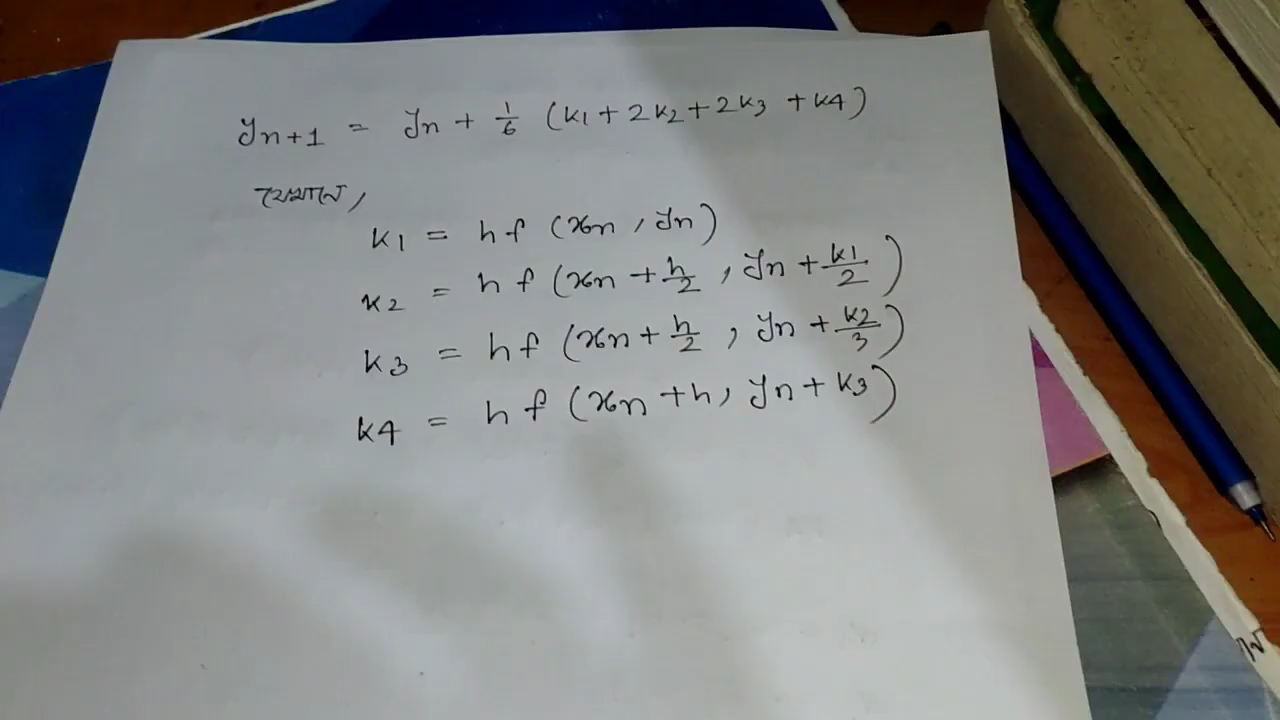 yn+1 = yn + 1/6 (k1 + 2k2 + 2k3 + k4)
যেখানে,
k1 = hf (xn, yn)
k2 = hf (xn + h/2, yn + k1/2)
k3 = hf (xn + h/2, yn + k2/3)
k4 = hf (xn + h, yn + k3)